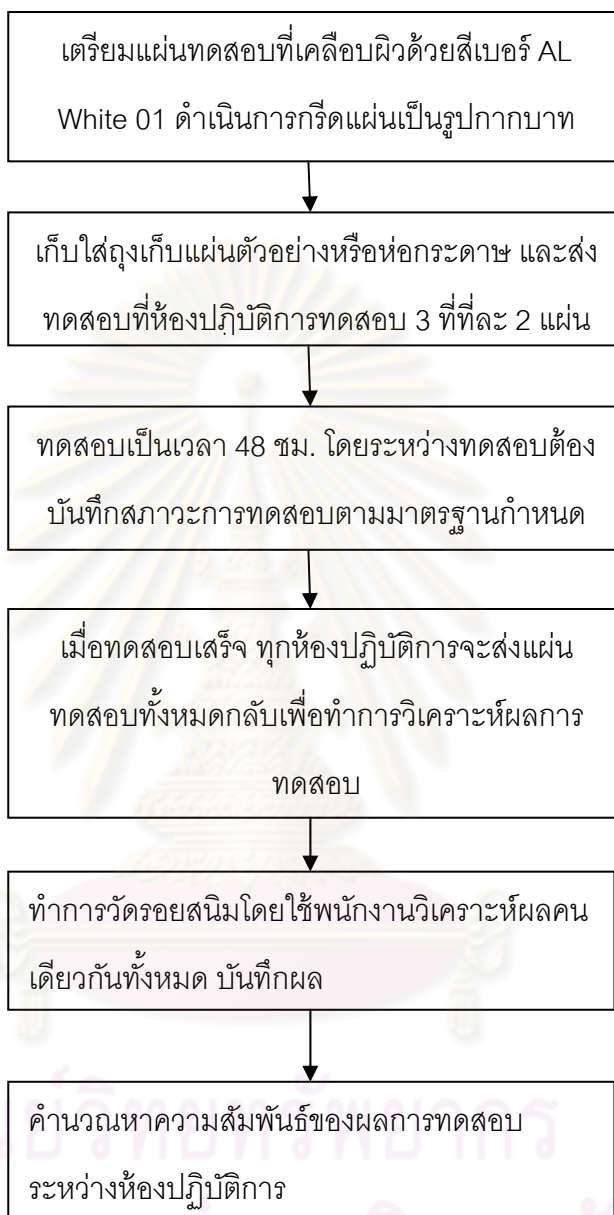 เตรียมแผ่นทดสอบที่เคลือบผิวด้วยสีเบอร์ AL
White 01 ดำเนินการกรีดแผ่นเป็นรูปกากบาท
เก็บใส่ถุงเก็บแผ่นตัวอย่างหรือห่อกระดาษ และส่ง
ทดสอบที่ห้องปฏิบัติการทดสอบ 3 ที่ที่ละ 2 แผ่น
ทดสอบเป็นเวลา 48 ชม. โดยระหว่างทดสอบต้อง
บันทึกสภาวะการทดสอบตามมาตรฐานกำหนด
เมื่อทดสอบเสร็จ ทุกห้องปฏิบัติการจะส่งแผ่น
ทดสอบทั้งหมดกลับเพื่อทำการวิเคราะห์ผลการ
ทดสอบ
ทำการวัดรอยสนิมโดยใช้พนักงานวิเคราะห์ผลคน
เดียวกันทั้งหมด บันทึกผล
คำนวณหาความสัมพันธ์ของผลการทดสอบ
ระหว่างห้องปฏิบัติการ
นย์วิทยทรัพยากร